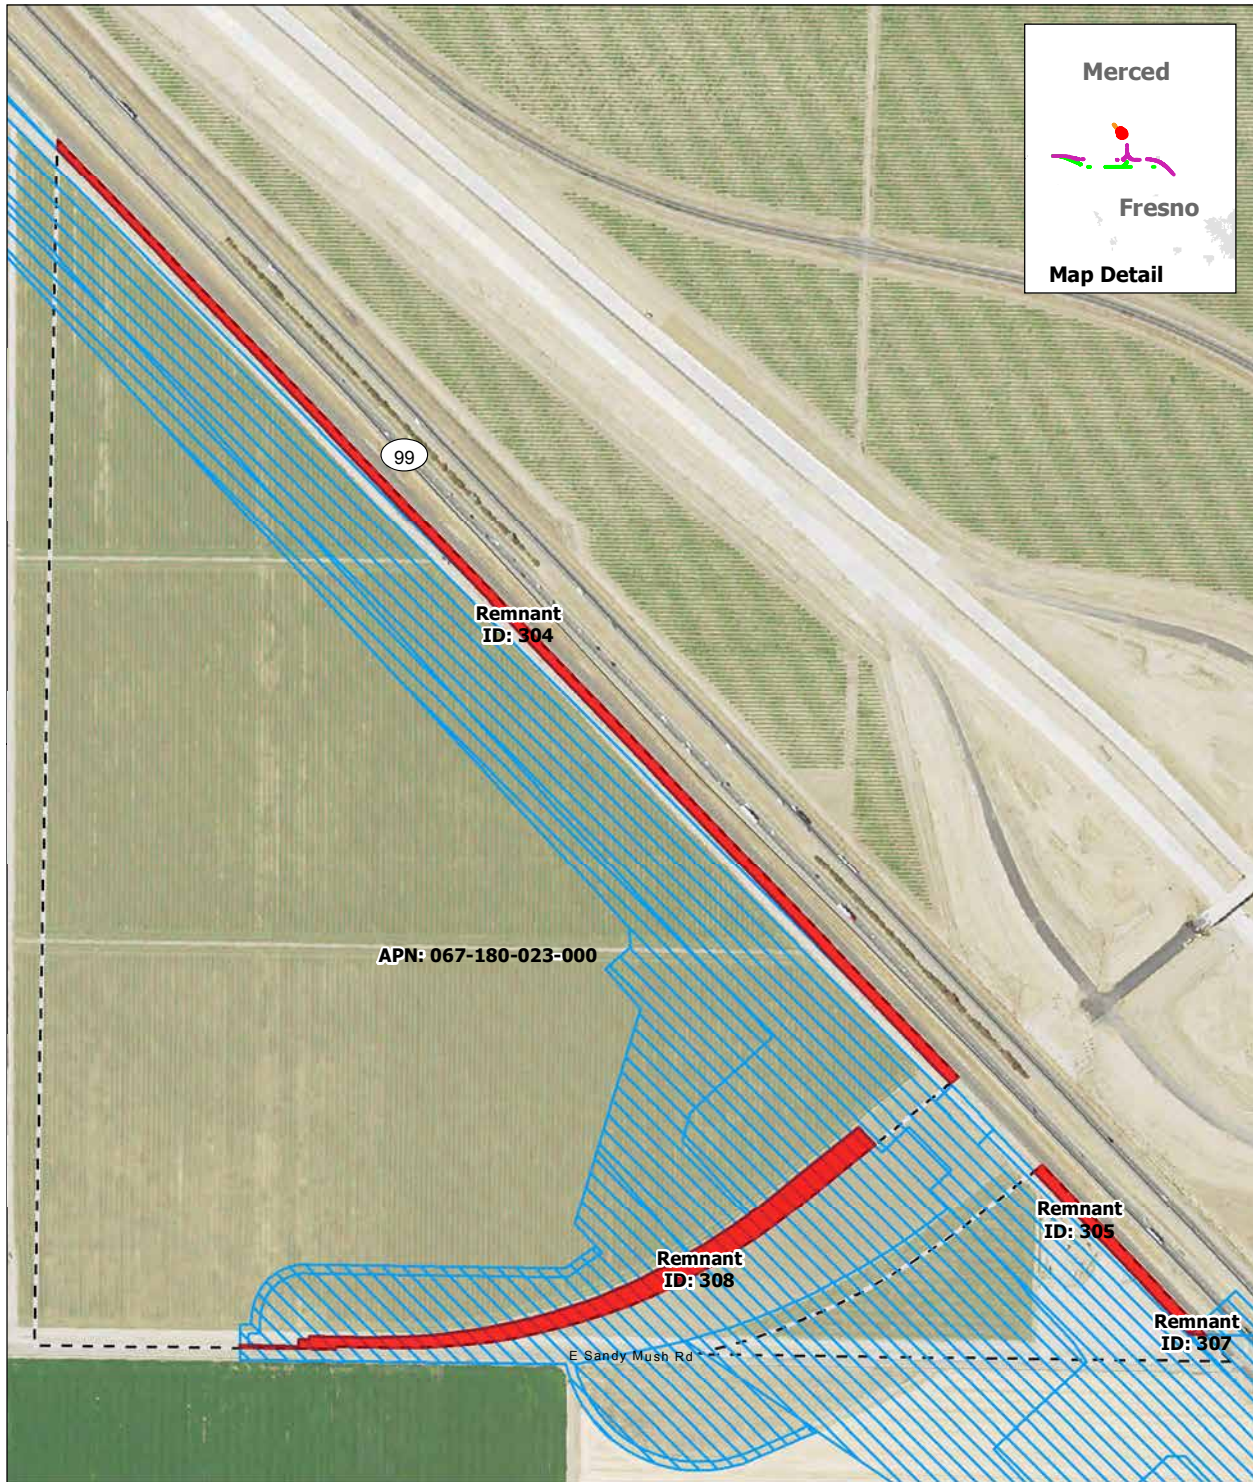 Merced
Fresno
Map Detail
99
Remnant
ID: 304
APN: 067-180-023-000
Remnant
ID: 305
Remnant
ID: 308
Remnant
ID: 307
E Sandy Mush Rd